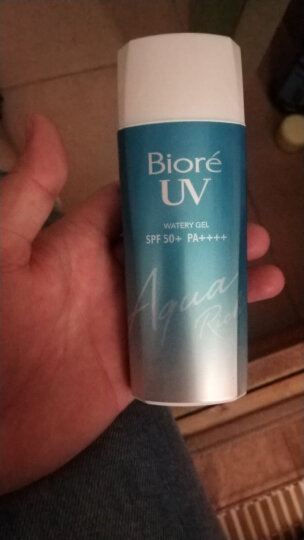 Bioré
UV
WATERY GEL
SPF 50+ PA++++
Aqua
Rich